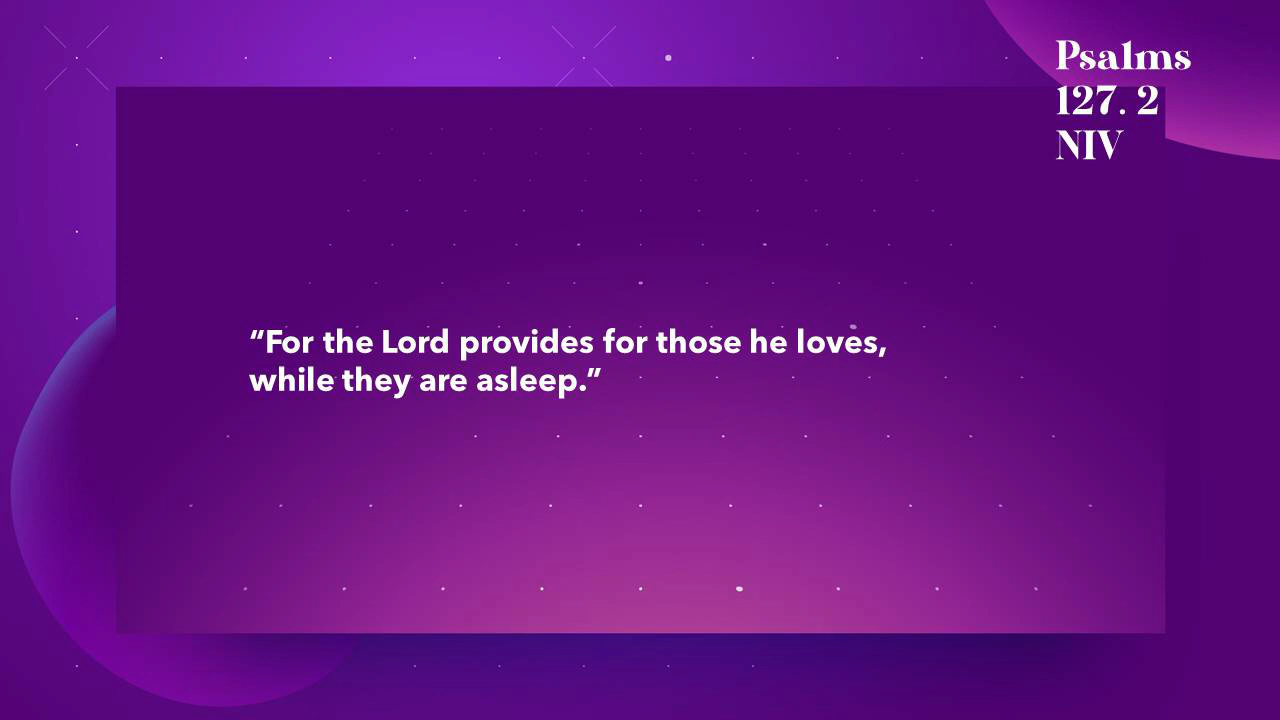 Psalms
127. 2
NIV
“For the Lord provides for those he loves,
while they are asleep.”